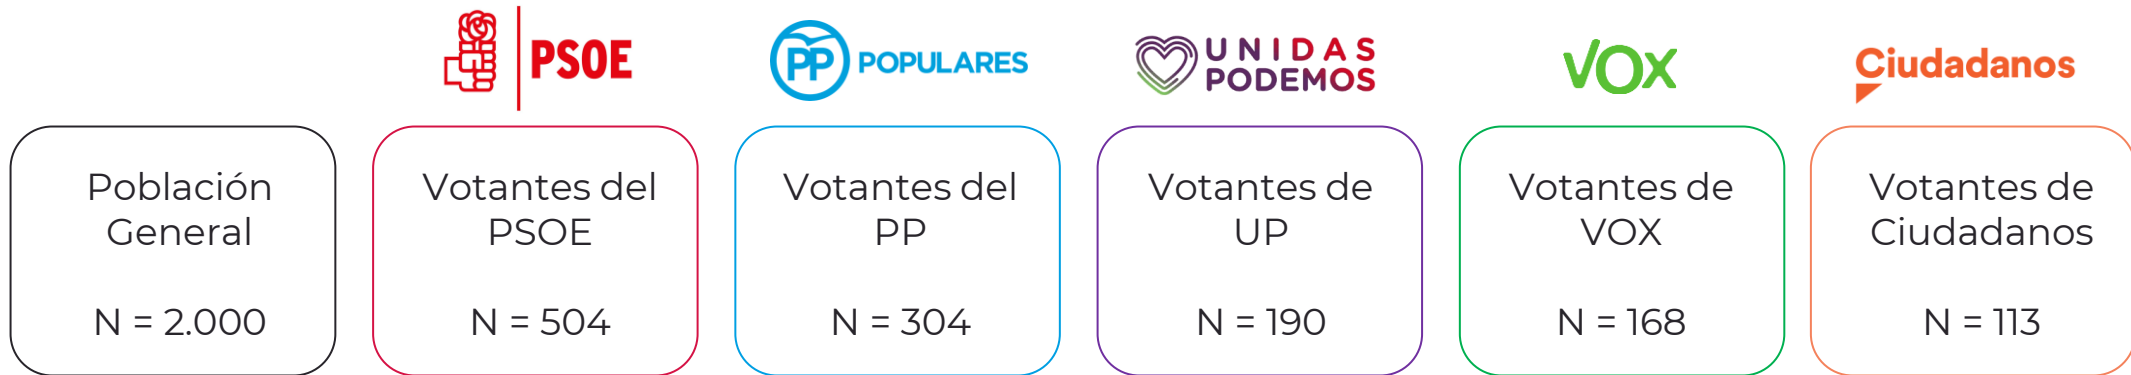 PSOE
PP POPULARES
UNIDAS
PODEMOS
VOX
Ciudadanos
Población
General
N = 2.000
Votantes del
PSOE
N = 504
Votantes del
PP
N = 304
Votantes de
UP
N = 190
Votantes de
VOX
N = 168
Votantes de
Ciudadanos
N = 113